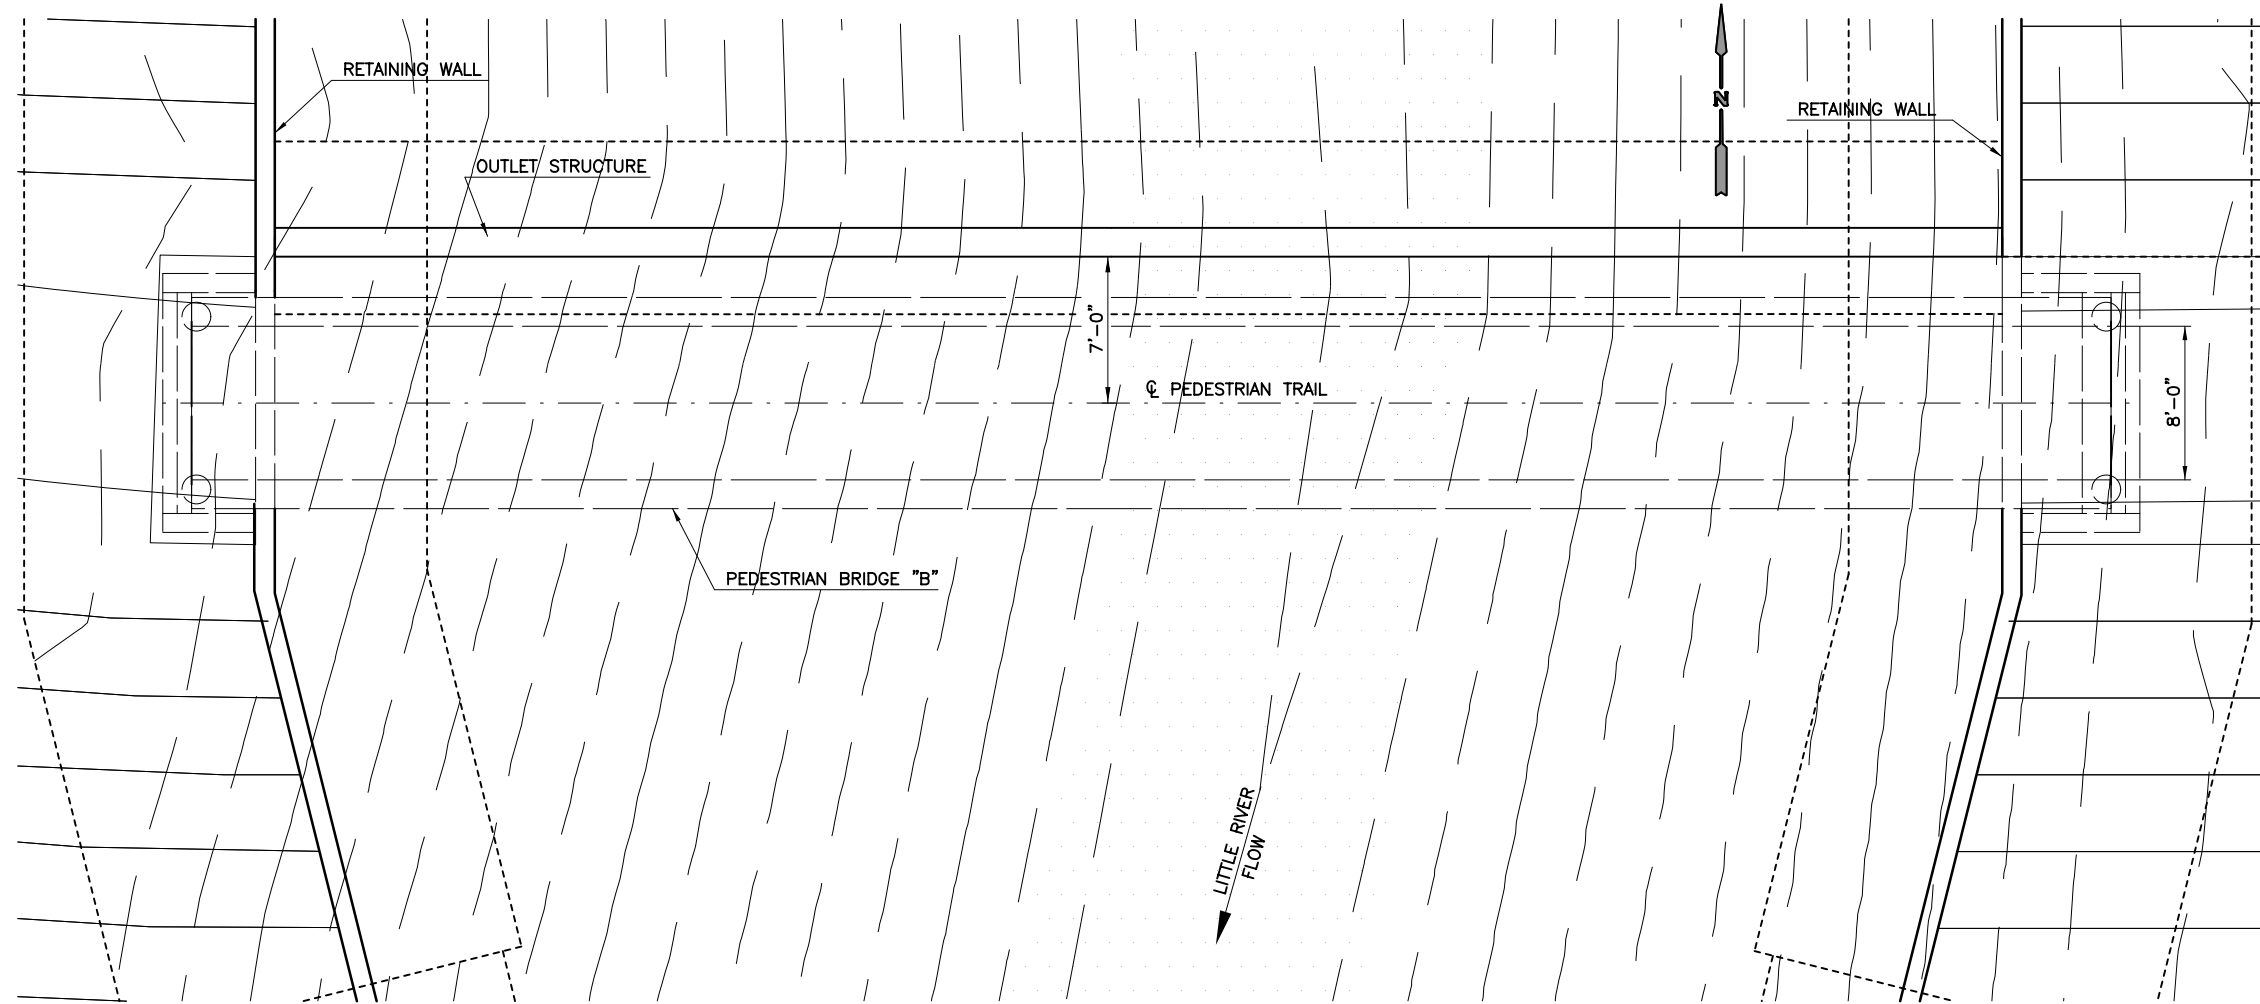 RETAINING WALL
N
RETAINING WALL
OUTLET STRUCTURE
7'-0"
℄ PEDESTRIAN TRAIL
8'-0"
PEDESTRIAN BRIDGE "B"
LITTLE RIVER
FLOW